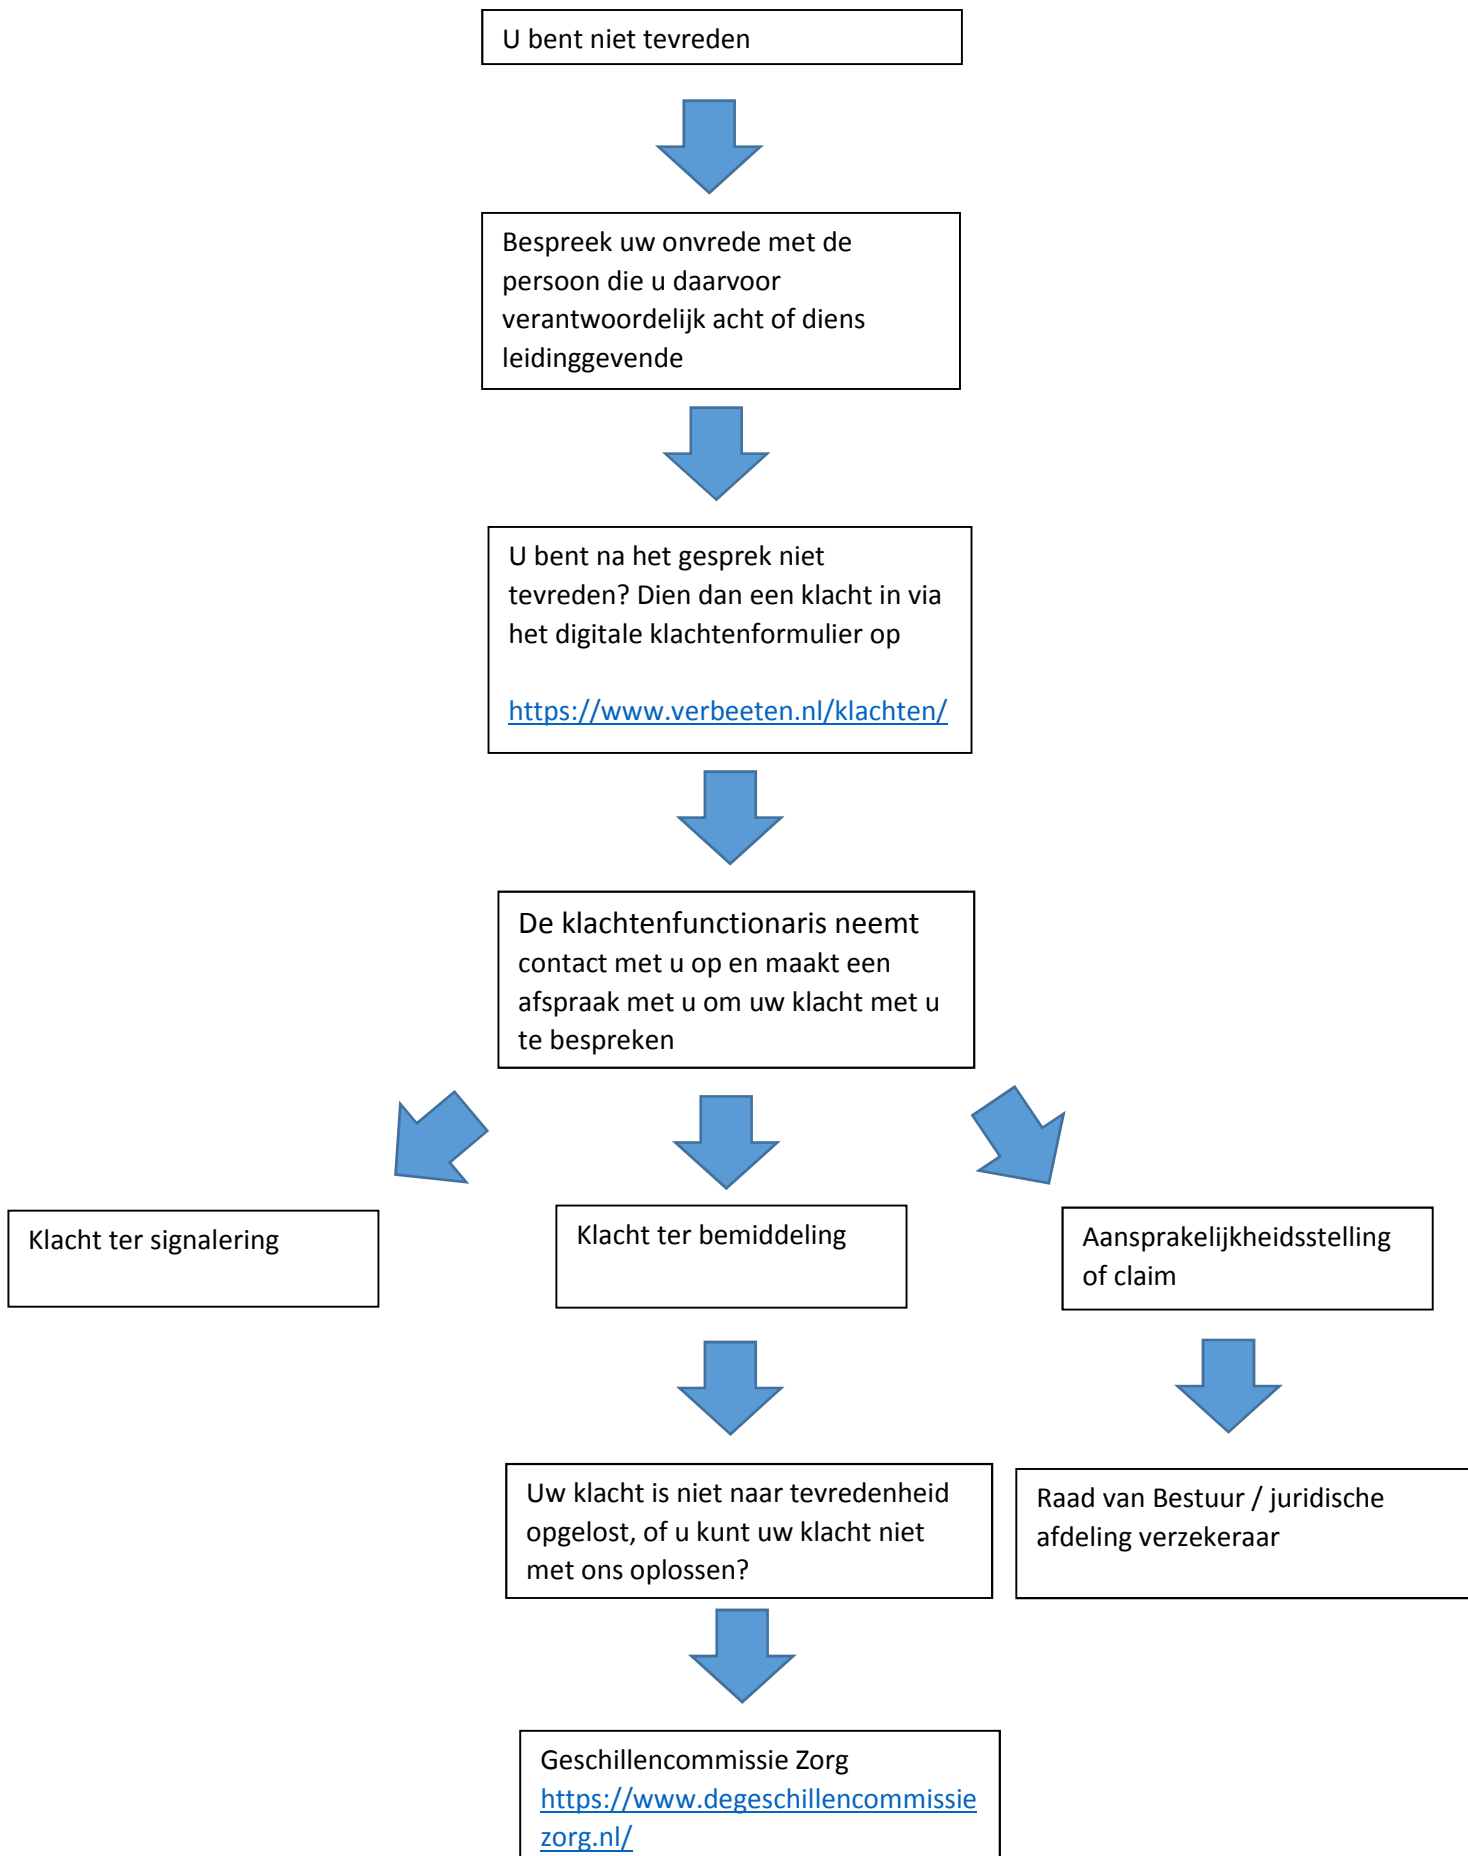 U bent niet tevreden
Bespreek uw onvrede met de
persoon die u daarvoor
verantwoordelijk acht of diens
leidinggevende
U bent na het gesprek niet
tevreden? Dien dan een klacht in via
het digitale klachtenformulier op
https://www.verbeeten.nl/klachten/
De klachtenfunctionaris neemt
contact met u op en maakt een
afspraak met u om uw klacht met u
te bespreken
Klacht ter signalering
Klacht ter bemiddeling
Aansprakelijkheidsstelling
of claim
Uw klacht is niet naar tevredenheid
opgelost, of u kunt uw klacht niet
met ons oplossen?
Raad van Bestuur / juridische
afdeling verzekeraar
Geschillencommissie Zorg
https://www.degeschillencommissie
zorg.nl/